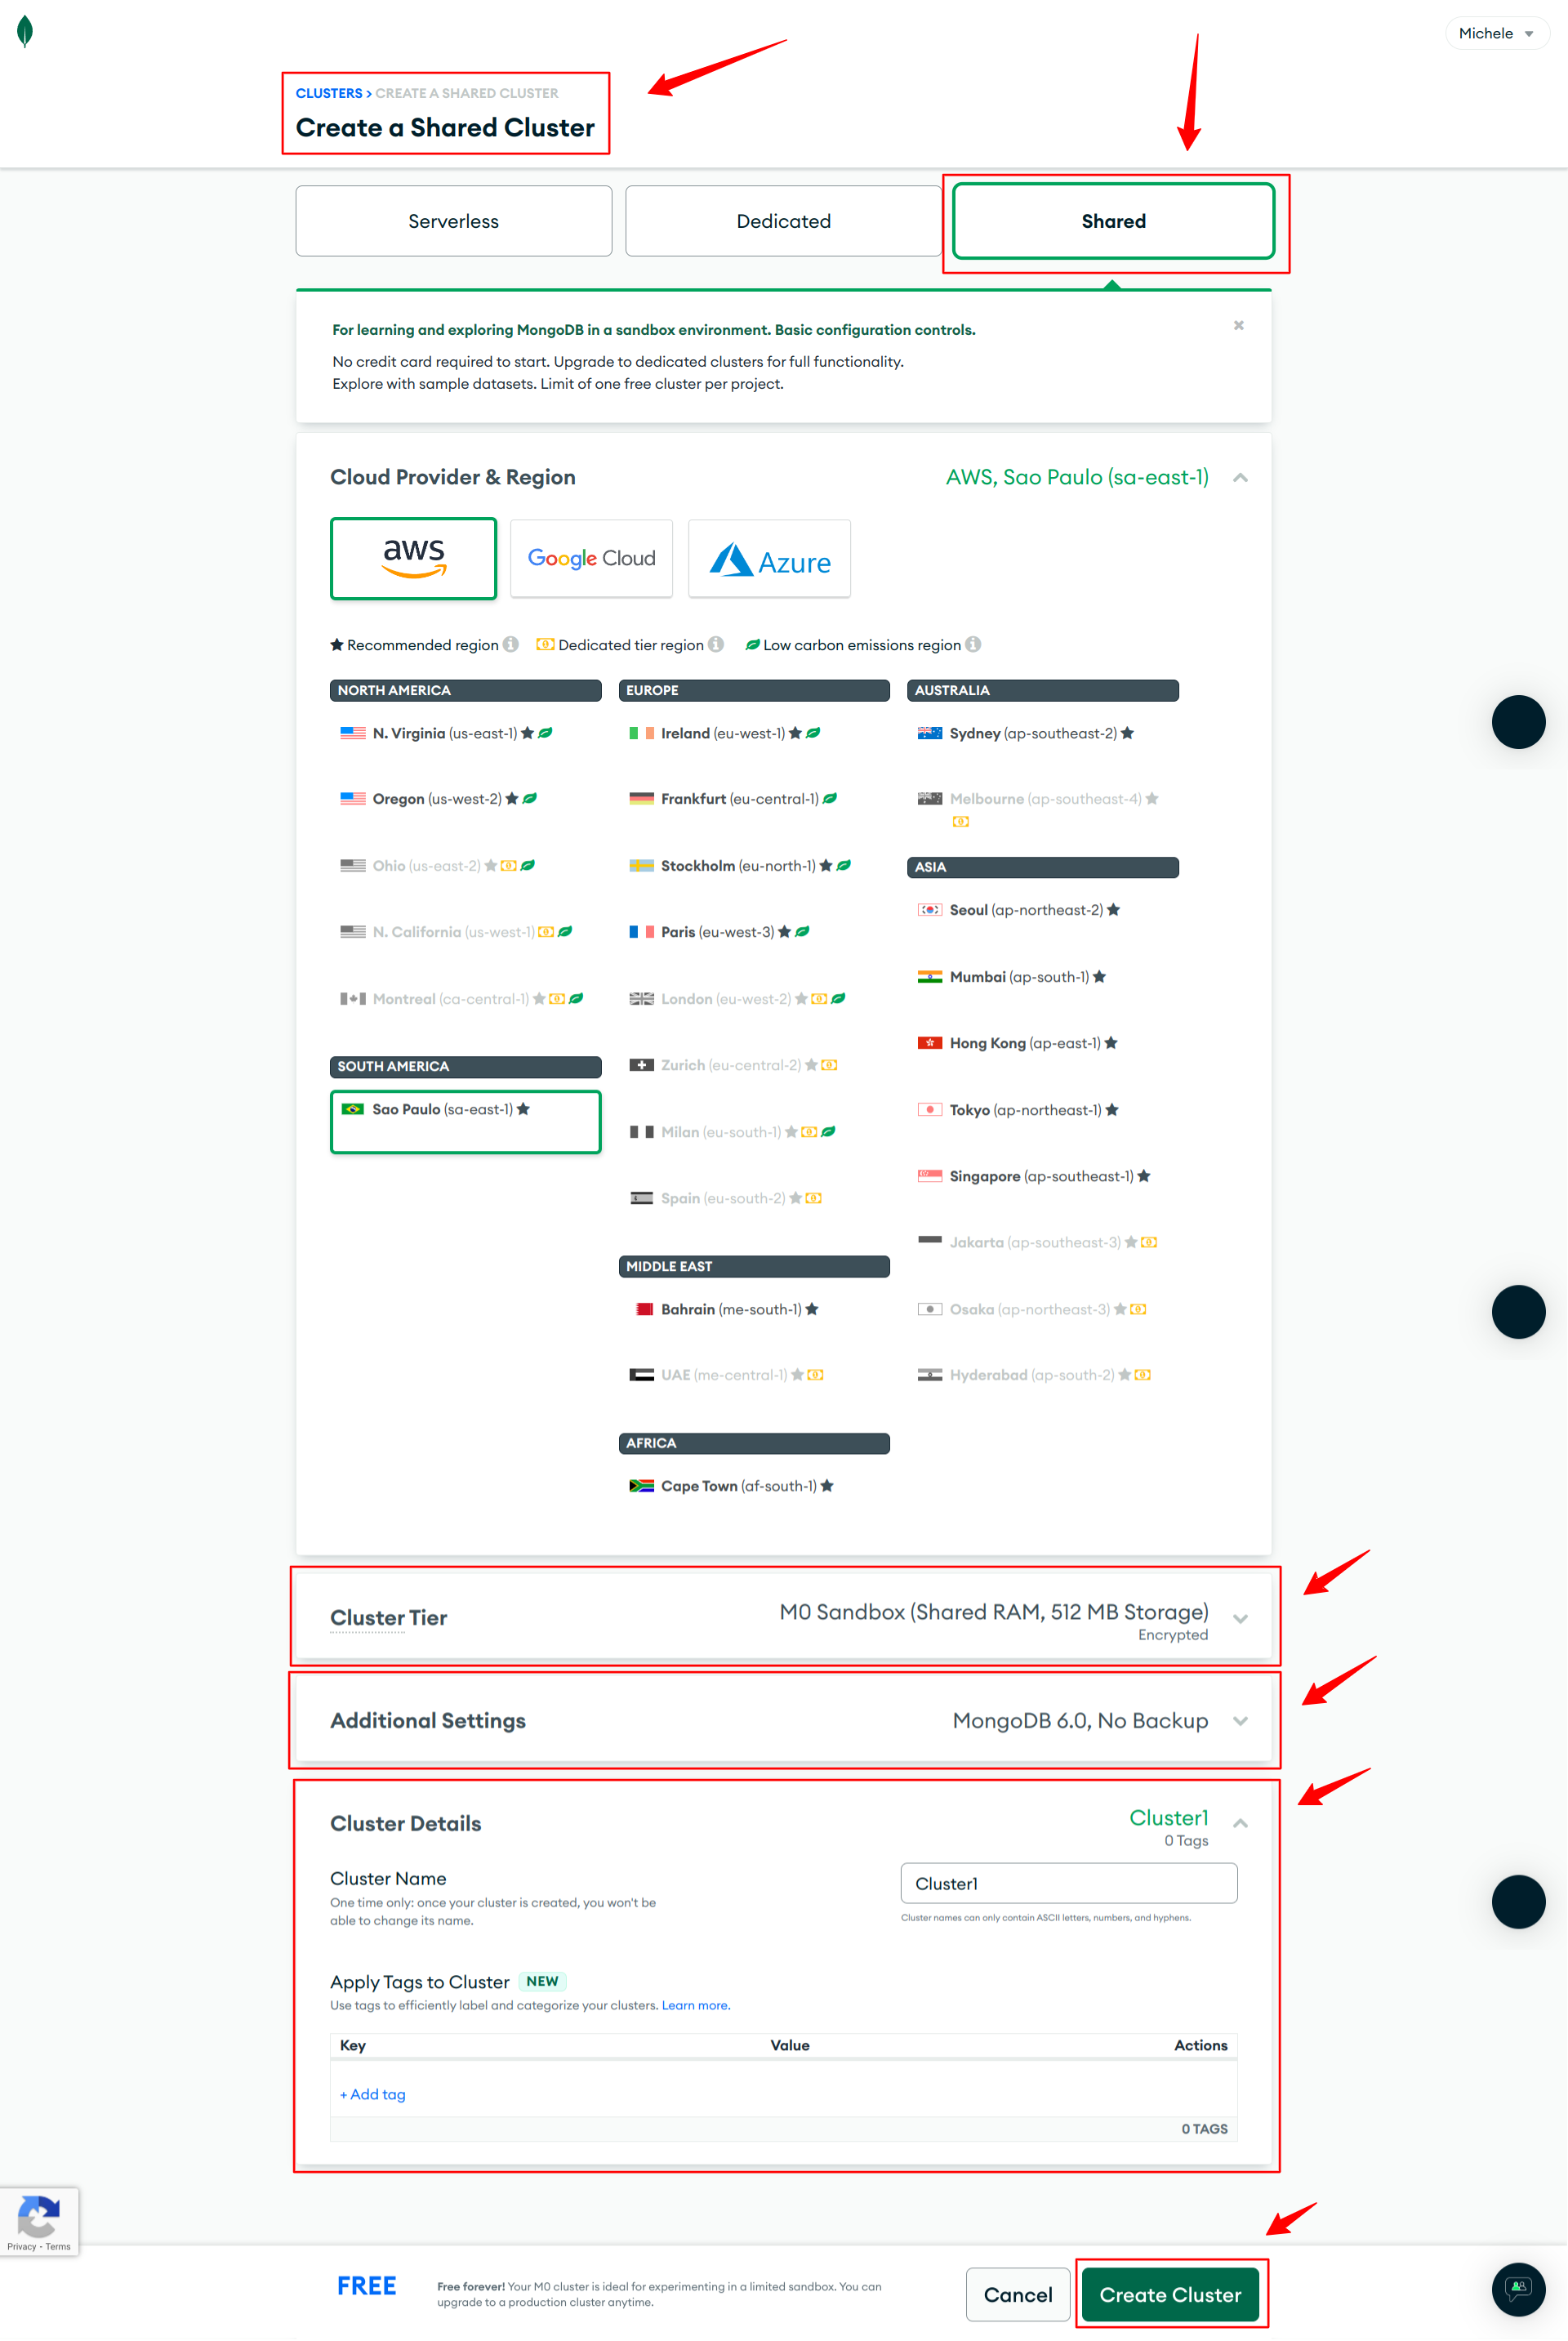 Michele
CLUSTERS > CREATE A SHARED CLUSTER
Create a Shared Cluster
Serverless
Dedicated
Shared
For learning and exploring MongoDB in a sandbox environment. Basic configuration controls.
No credit card required to start. Upgrade to dedicated clusters for full functionality.
Explore with sample datasets. Limit of one free cluster per project.
Cloud Provider & Region
AWS, Sao Paulo (sa-east-1)
aws
Google Cloud
Azure
Recommended region
Dedicated tier region
Low carbon emissions region
NORTH AMERICA
N. Virginia (us-east-1)
Oregon (us-west-2)
Ohio (us-east-2)
N. California (us-west-1)
Montreal (ca-central-1)
SOUTH AMERICA
Sao Paulo (sa-east-1)
EUROPE
Ireland (eu-west-1)
Frankfurt (eu-central-1)
Stockholm (eu-north-1)
Paris (eu-west-3)
London (eu-west-2)
Zurich (eu-central-2)
Milan (eu-south-1)
Spain (eu-south-2)
MIDDLE EAST
Bahrain (me-south-1)
UAE (me-central-1)
AFRICA
Cape Town (af-south-1)
AUSTRALIA
Sydney (ap-southeast-2)
Melbourne (ap-southeast-4)
ASIA
Seoul (ap-northeast-2)
Mumbai (ap-south-1)
Hong Kong (ap-east-1)
Tokyo (ap-northeast-1)
Singapore (ap-southeast-1)
Jakarta (ap-southeast-3)
Osaka (ap-northeast-3)
Hyderabad (ap-south-2)
Cluster Tier
M0 Sandbox (Shared RAM, 512 MB Storage)
Encrypted
Additional Settings
MongoDB 6.0, No Backup
Cluster Details
Cluster1
0 Tags
Cluster Name
One time only: once your cluster is created, you won't be
able to change its name.
Cluster1
Cluster names can only contain ASCII letters, numbers, and hyphens.
Apply Tags to Cluster NEW
Use tags to efficiently label and categorize your clusters. Learn more.
Key Value Actions
+ Add tag
0 TAGS
Privacy - Terms
FREE
Free forever! Your M0 cluster is ideal for experimenting in a limited sandbox. You can
upgrade to a production cluster anytime.
Cancel
Create Cluster